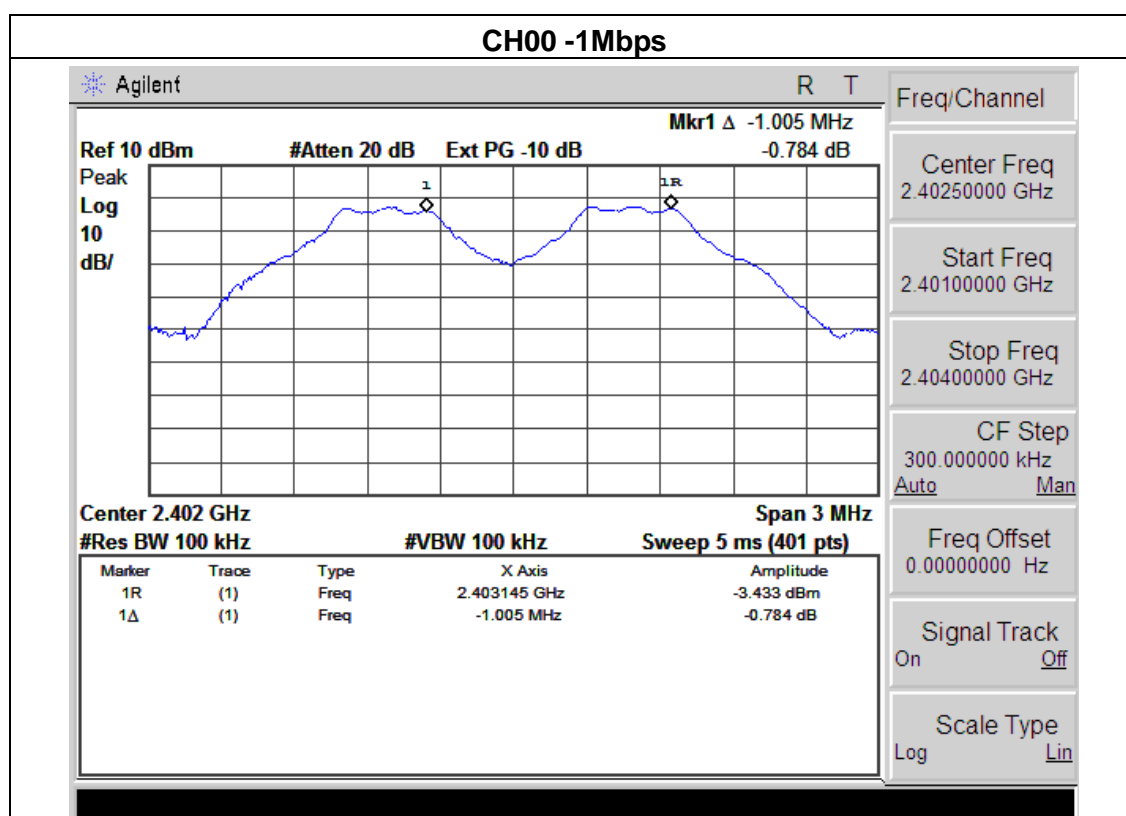 CH00 -1Mbps
Agilent R T
Mkr1 Δ -1.005 MHz
Ref 10 dBm #Atten 20 dB Ext PG -10 dB -0.784 dB
Peak
Log
10
dB/
1
1R
Center 2.402 GHz Span 3 MHz
#Res BW 100 kHz #VBW 100 kHz Sweep 5 ms (401 pts)
Marker Trace Type X Axis Amplitude
1R (1) Freq 2.403145 GHz -3.433 dBm
1Δ (1) Freq -1.005 MHz -0.784 dB
Freq/Channel
Center Freq
2.40250000 GHz
Start Freq
2.40100000 GHz
Stop Freq
2.40400000 GHz
CF Step
300.000000 kHz
Auto Man
Freq Offset
0.00000000 Hz
Signal Track
On Off
Scale Type
Log Lin